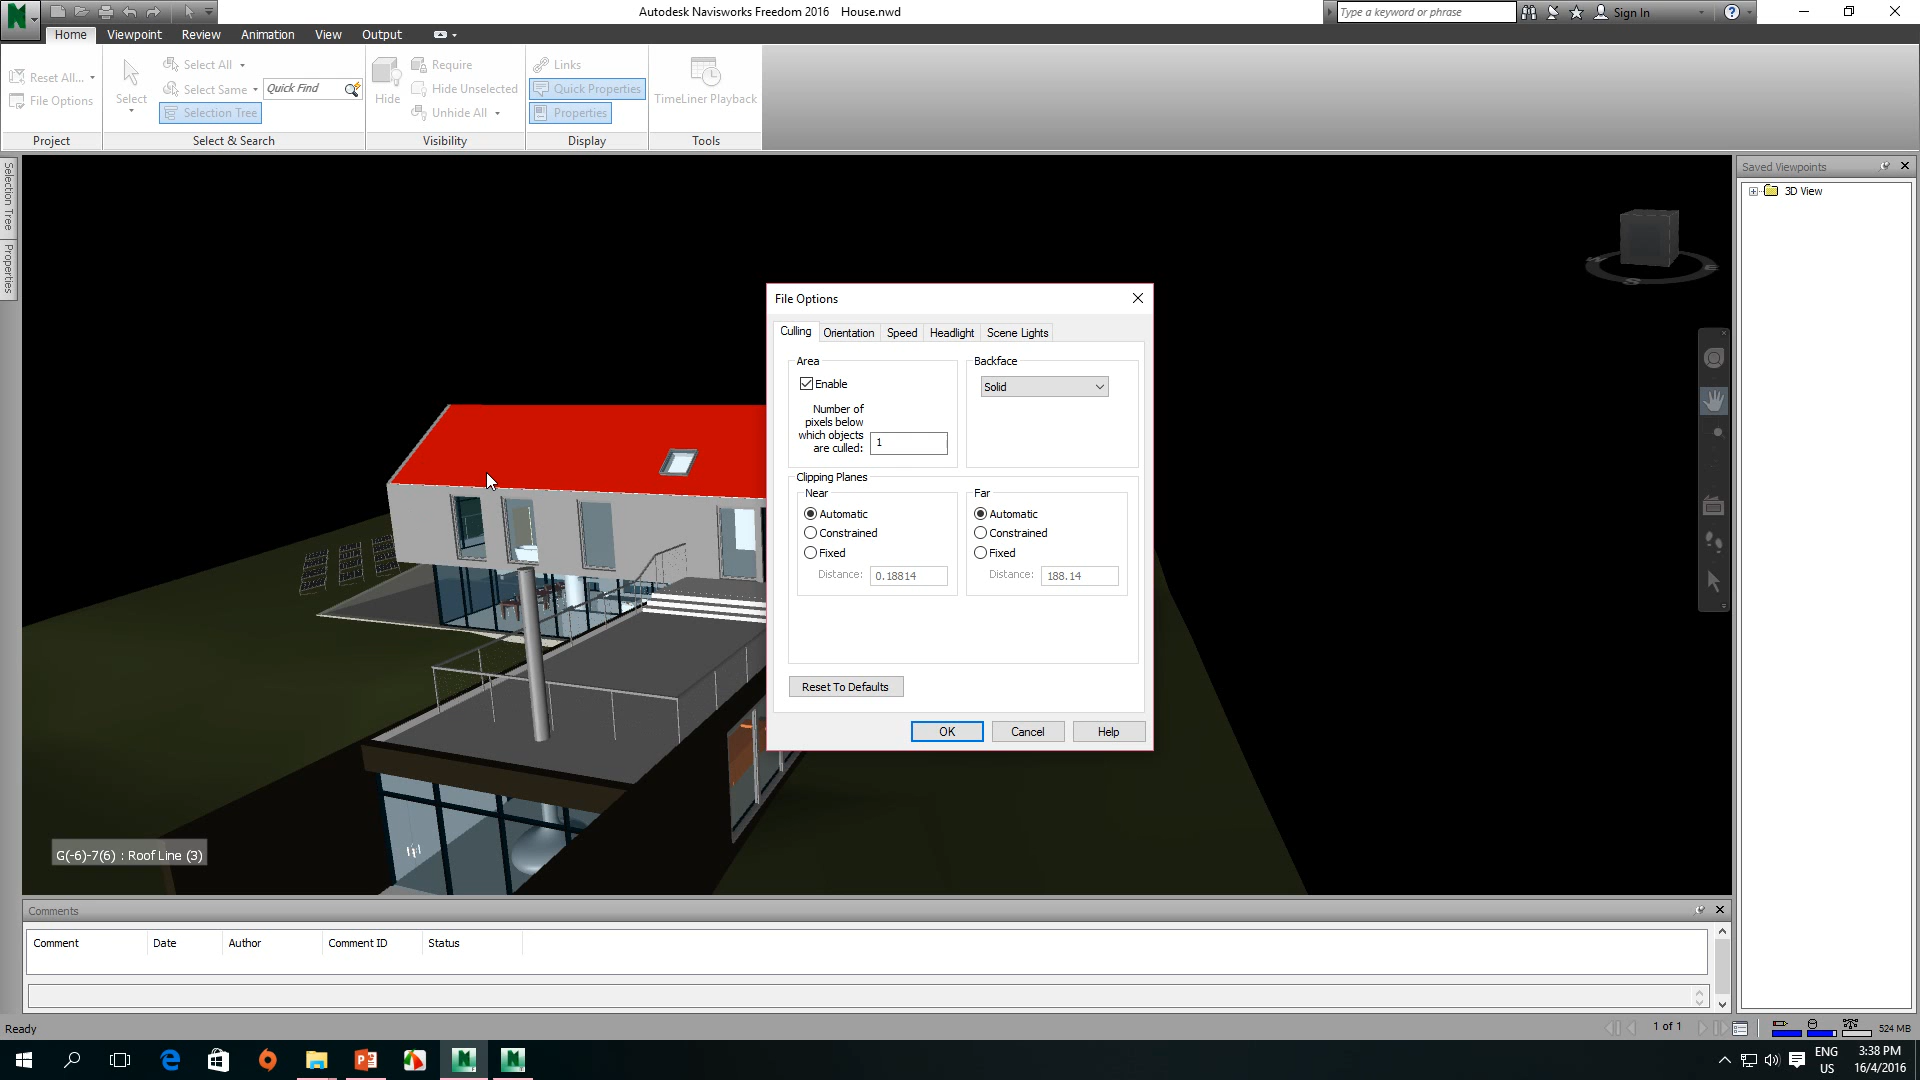 Autodesk Navisworks Freedom 2016 House.nwd
Type a keyword or phrase
Sign In
Home Viewpoint Review Animation View Output
Reset All...
File Options
Project
Select
Select All
Select Same
Quick Find
Selection Tree
Select & Search
Hide
Require
Hide Unselected
Unhide All
Visibility
Links
Quick Properties
Properties
Display
TimeLiner Playback
Tools
Selection Tree
Properties
Saved Viewpoints
3D View
File Options
Culling Orientation Speed Headlight Scene Lights
Area
Enable
Number of
pixels below
which objects
are culled: 1
Backface
Solid
Clipping Planes
Near
Automatic
Constrained
Fixed
Distance: 0.18814
Far
Automatic
Constrained
Fixed
Distance: 188.14
Reset To Defaults
OK Cancel Help
G(-6)-7(6) : Roof Line (3)
Comments
Comment Date Author Comment ID Status
Ready
1 of 1
524 MB
ENG
US
3:38 PM
16/4/2016